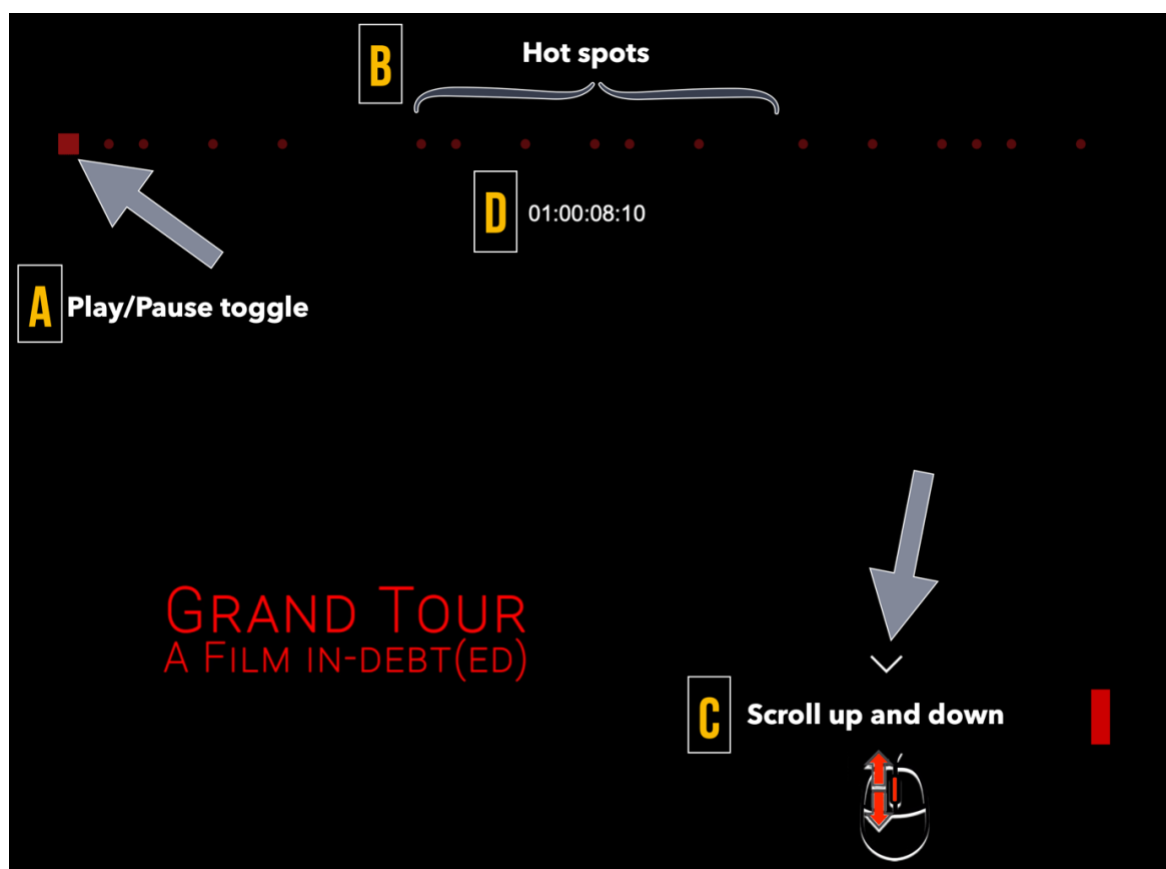 B
Hot spots
D
01:00:08:10
A
Play/Pause toggle
GRAND TOUR
A FILM IN-DEBT(ED)
C
Scroll up and down